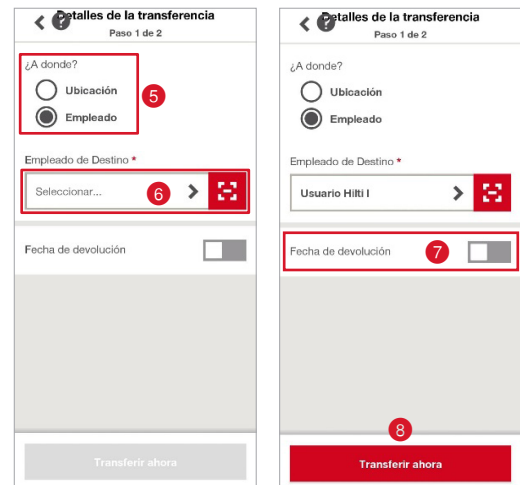 Detalles de la transferencia
Paso 1 de 2
¿A donde?
Ubicación
Empleado
5
Empleado de Destino *
Seleccionar...
6
Fecha de devolución
Transferir ahora
Detalles de la transferencia
Paso 1 de 2
¿A donde?
Ubicación
Empleado
Empleado de Destino *
Usuario Hilti I
Fecha de devolución
7
8
Transferir ahora